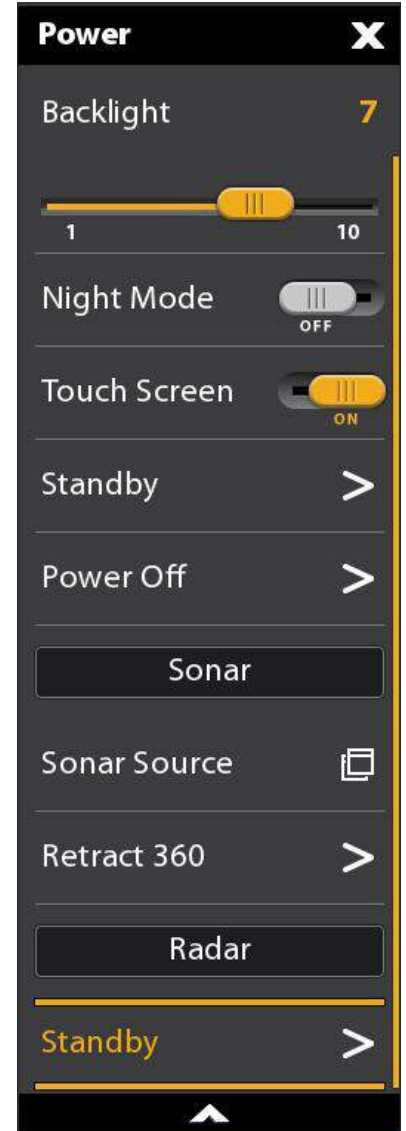 Power X
Backlight 7
1 10
Night Mode
OFF
Touch Screen
ON
Standby >
Power Off >
Sonar
Sonar Source
Retract 360 >
Radar
Standby >